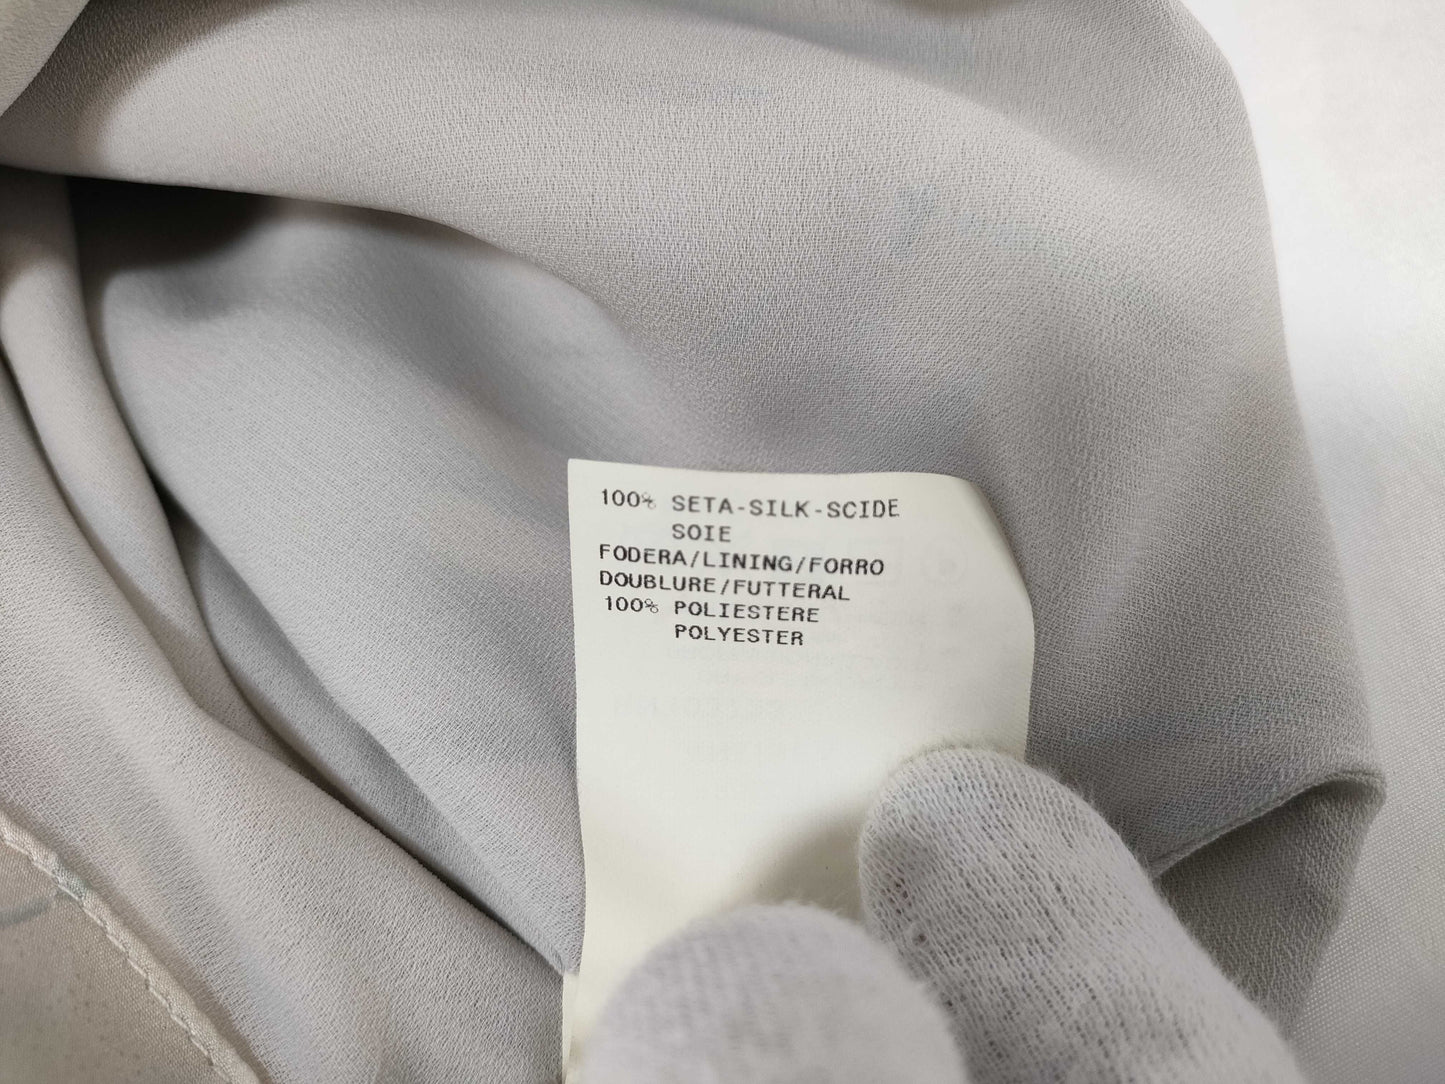 100% SETA-SILK-SCIDE
SOIE
FODERA/LINING/FORRO
DOUBLURE/FUTTERAL
100% POLIESTERE
POLYESTER